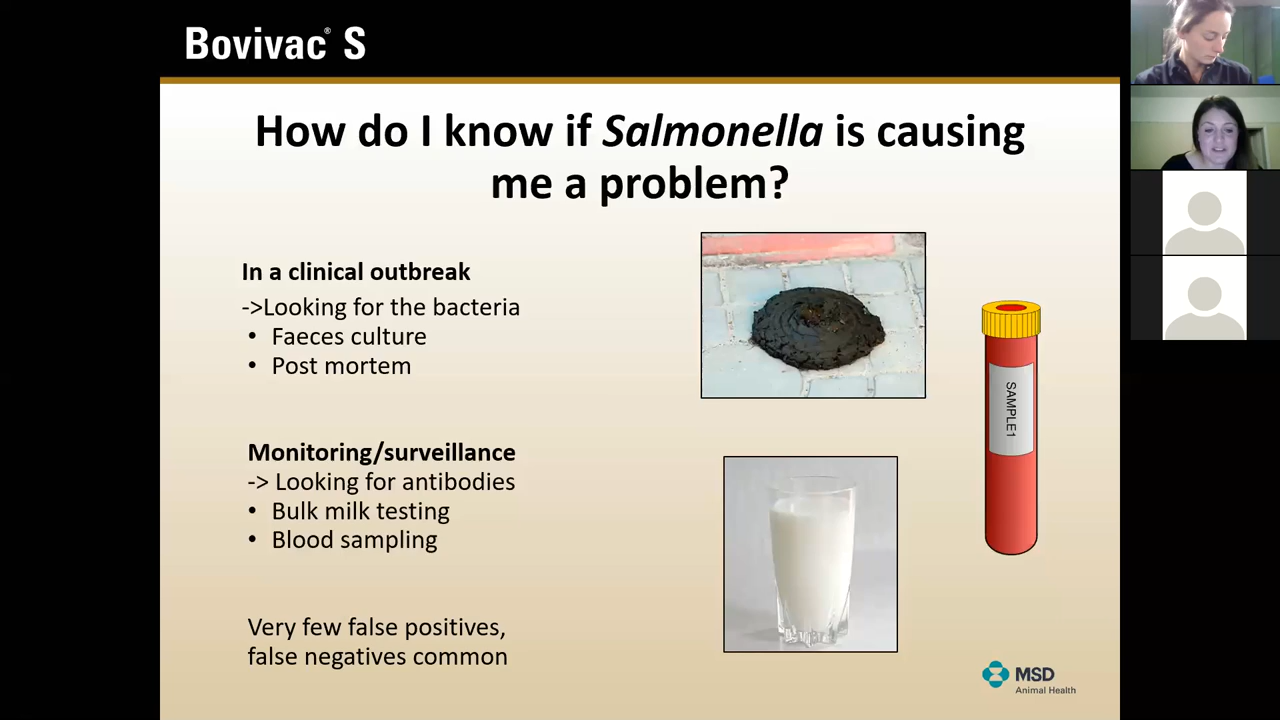 Bovivac® S
How do I know if Salmonella is causing
me a problem?
In a clinical outbreak
->Looking for the bacteria
• Faeces culture
• Post mortem
Monitoring/surveillance
-> Looking for antibodies
• Bulk milk testing
• Blood sampling
Very few false positives,
false negatives common
SAMPLE1
MSD
Animal Health